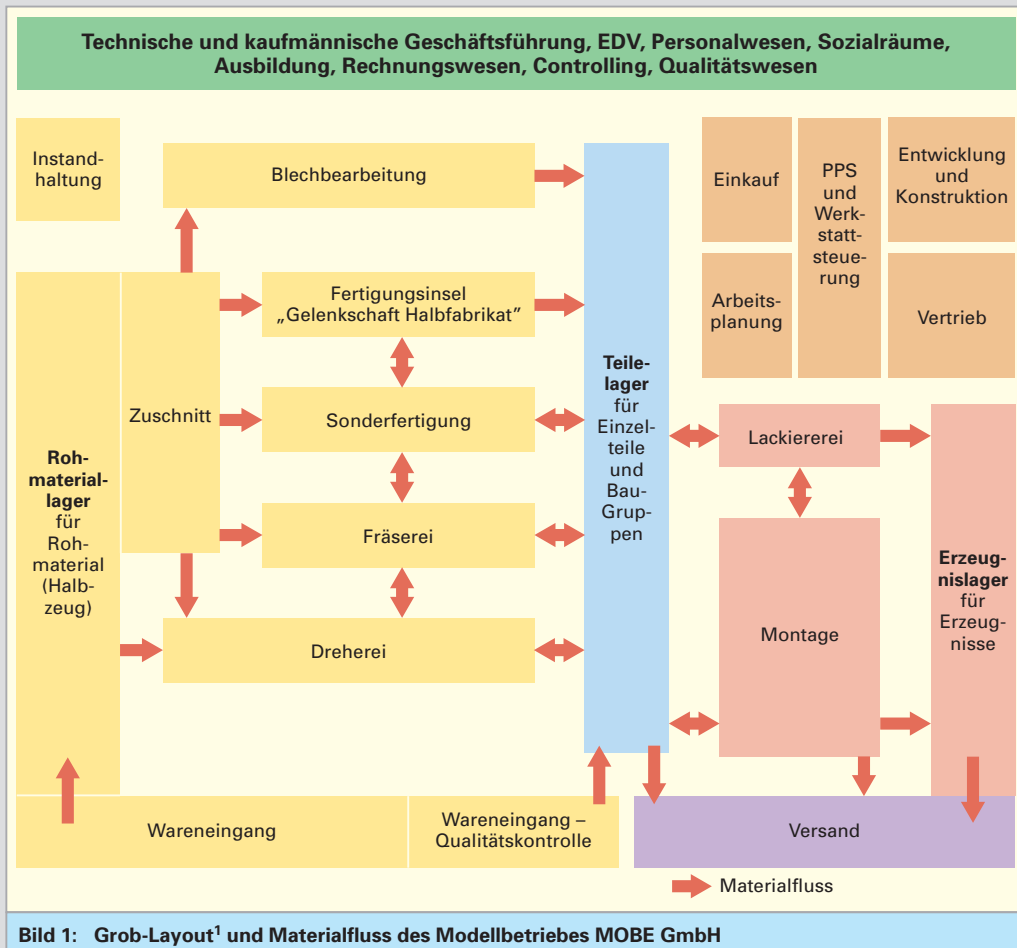 Technische und kaufmännische Geschäftsführung, EDV, Personalwesen, Sozialräume,
Ausbildung, Rechnungswesen, Controlling, Qualitätswesen
Instand-
haltung
Blechbearbeitung
Einkauf
PPS
und
Werk-
statt-
steue-
rung
Entwicklung
und
Konstruktion
Arbeits-
planung
Vertrieb
Roh-
material-
lager
für
Roh-
material
(Halb-
zeug)
Zuschnitt
Fertigungsinsel
„Gelenkschaft Halbfabrikat”
Sonderfertigung
Fräserei
Dreherei
Teile-
lager
für
Einzel-
teile
und
Bau-
Grup-
pen
Lackiererei
Montage
Erzeug-
nislager
für
Erzeug-
nisse
Wareneingang
Wareneingang –
Qualitätskontrolle
Versand
Materialfluss
Bild 1: Grob-Layout¹ und Materialfluss des Modellbetriebes MOBE GmbH